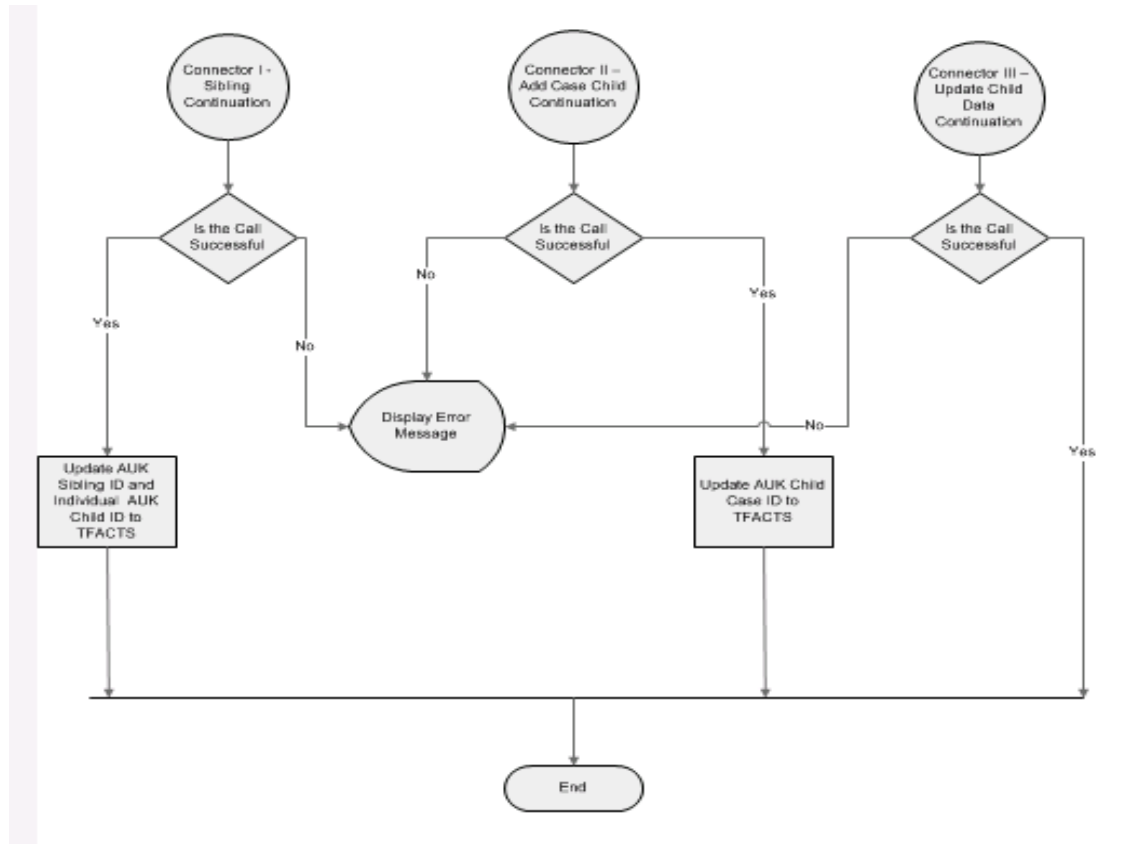 Connector I -
Sibling
Continuation
Connector II –
Add Case Child
Continuation
Connector III –
Update Child
Data
Continuation
Is the Call
Successful
Is the Call
Successful
Is the Call
Successful
No
Yes
Yes
No
Display Error
Message
No
Yes
Update AUK
Sibling ID and
Individual AUK
Child ID to
TFACTS
Update AUK Child
Case ID to
TFACTS
End